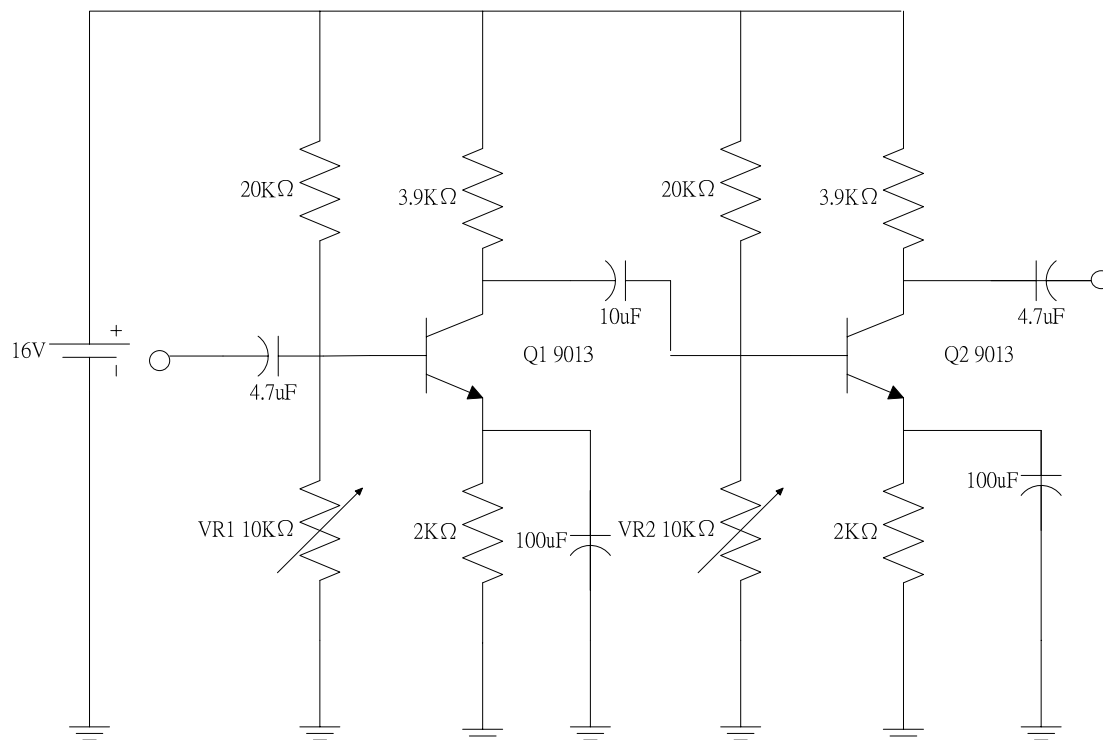 20KΩ
3.9KΩ
20KΩ
3.9KΩ
10uF
4.7uF
+
16V
−
Q1 9013
Q2 9013
4.7uF
100uF
VR1 10KΩ
2KΩ
100uF
VR2 10KΩ
2KΩ